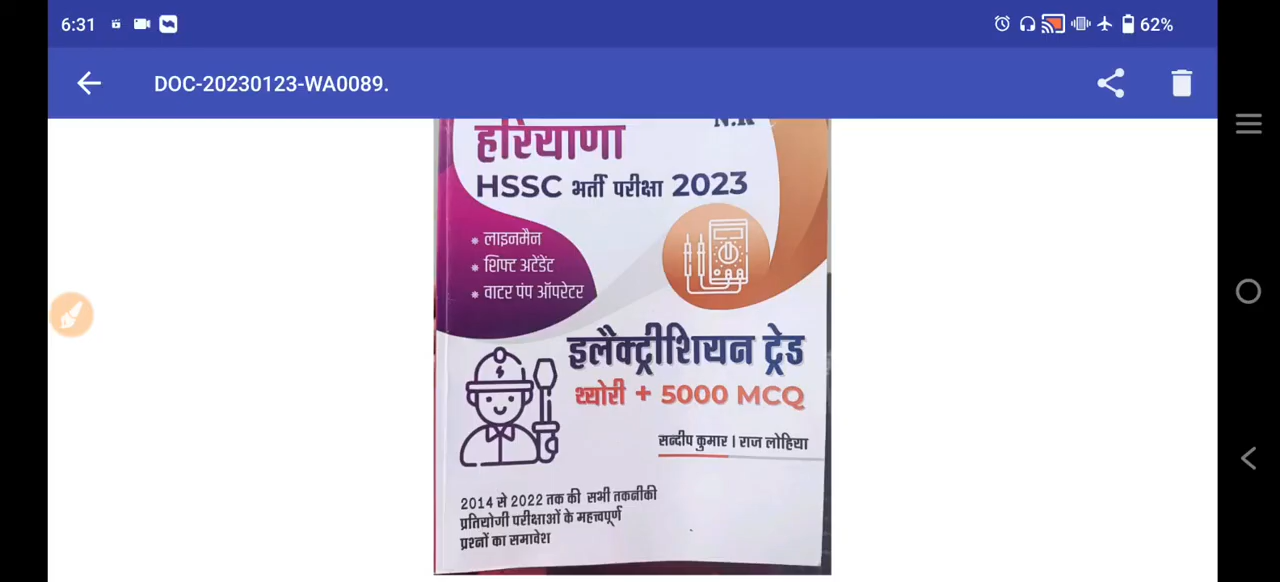 6:31
62%
DOC-20230123-WA0089.
N.K
हरियाणा
HSSC भर्ती परीक्षा 2023
* लाइनमैन
* शिफ्ट अटेंडेंट
* वाटर पंप ऑपरेटर
इलैक्ट्रीशियन ट्रेड
थ्योरी + 5000 MCQ
सन्दीप कुमार । राज लोहिया
2014 से 2022 तक की सभी तकनीकी
प्रतियोगी परीक्षाओं के महत्त्वपूर्ण
प्रश्नों का समावेश